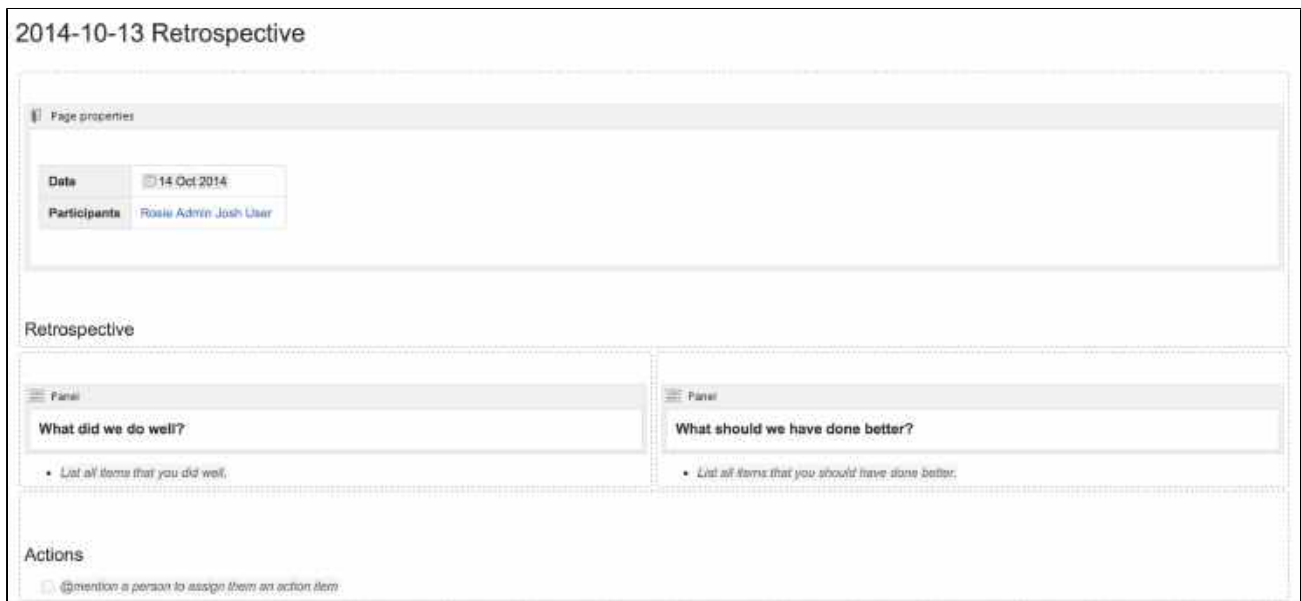 2014-10-13 Retrospective
Page properties
Date 14 Oct 2014
Participants Rosie Admin Josh User
Retrospective
Panel
Panel
What did we do well?
What should we have done better?
• List all items that you did well.
• List all items that you should have done better.
Actions
@mention a person to assign them an action item